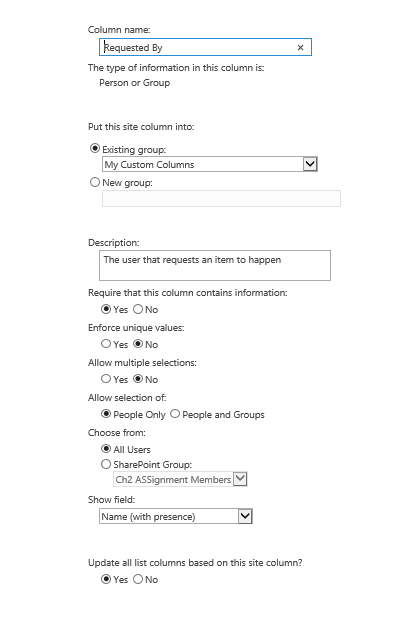 Column name:
Requested By
The type of information in this column is:
Person or Group
Put this site column into:
Existing group:
My Custom Columns
New group:
Description:
The user that requests an item to happen
Require that this column contains information:
Yes No
Enforce unique values:
Yes No
Allow multiple selections:
Yes No
Allow selection of:
People Only People and Groups
Choose from:
All Users
SharePoint Group:
Ch2 ASSignment Members
Show field:
Name (with presence)
Update all list columns based on this site column?
Yes No